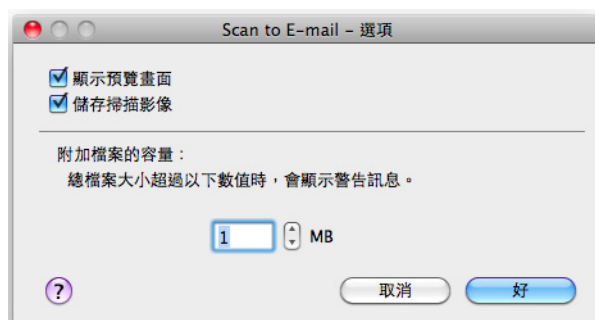 Scan to E-mail – 選項
顯示預覽畫面
儲存掃描影像
附加檔案的容量：
總檔案大小超過以下數值時，會顯示警告訊息。
1 MB
? 取消 好